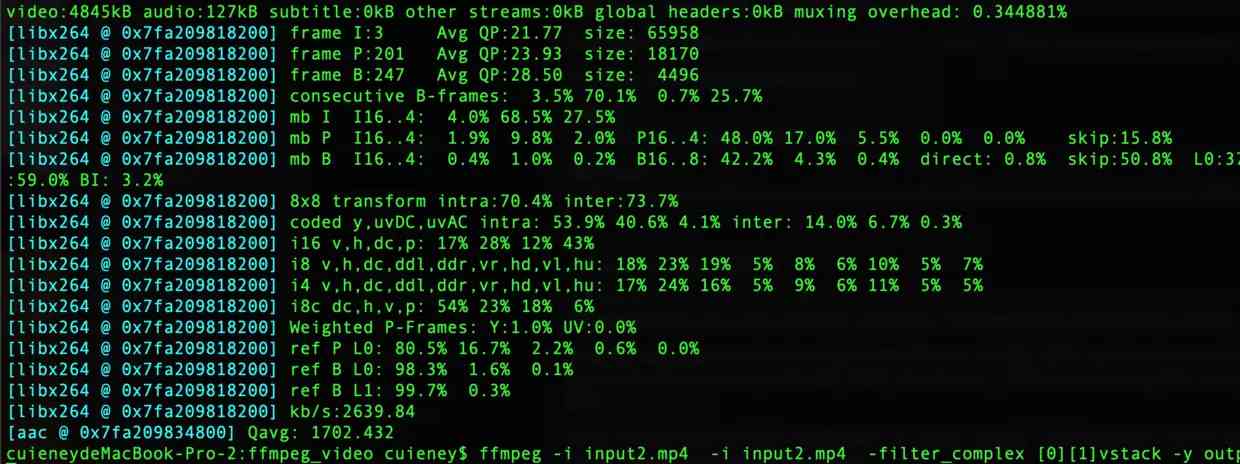 video:4845kB audio:127kB subtitle:0kB other streams:0kB global headers:0kB muxing overhead: 0.344881%
[libx264 @ 0x7fa209818200] frame I:3     Avg QP:21.77  size: 65958
[libx264 @ 0x7fa209818200] frame P:201   Avg QP:23.93  size: 18170
[libx264 @ 0x7fa209818200] frame B:247   Avg QP:28.50  size:  4496
[libx264 @ 0x7fa209818200] consecutive B-frames:  3.5% 70.1%  0.7% 25.7%
[libx264 @ 0x7fa209818200] mb I  I16..4:  4.0% 68.5% 27.5%
[libx264 @ 0x7fa209818200] mb P  I16..4:  1.9%  9.8%  2.0%  P16..4: 48.0% 17.0%  5.5%  0.0%  0.0%    skip:15.8%
[libx264 @ 0x7fa209818200] mb B  I16..4:  0.4%  1.0%  0.2%  B16..8: 42.2%  4.3%  0.4%  direct: 0.8%  skip:50.8%  L0:37
:59.0% BI: 3.2%
[libx264 @ 0x7fa209818200] 8x8 transform intra:70.4% inter:73.7%
[libx264 @ 0x7fa209818200] coded y,uvDC,uvAC intra: 53.9% 40.6% 4.1% inter: 14.0% 6.7% 0.3%
[libx264 @ 0x7fa209818200] i16 v,h,dc,p: 17% 28% 12% 43%
[libx264 @ 0x7fa209818200] i8 v,h,dc,ddl,ddr,vr,hd,vl,hu: 18% 23% 19%  5%  8%  6% 10%  5%  7%
[libx264 @ 0x7fa209818200] i4 v,h,dc,ddl,ddr,vr,hd,vl,hu: 17% 24% 16%  5%  9%  6% 11%  5%  5%
[libx264 @ 0x7fa209818200] i8c dc,h,v,p: 54% 23% 18%  6%
[libx264 @ 0x7fa209818200] Weighted P-Frames: Y:1.0% UV:0.0%
[libx264 @ 0x7fa209818200] ref P L0: 80.5% 16.7%  2.2%  0.6%  0.0%
[libx264 @ 0x7fa209818200] ref B L0: 98.3%  1.6%  0.1%
[libx264 @ 0x7fa209818200] ref B L1: 99.7%  0.3%
[libx264 @ 0x7fa209818200] kb/s:2639.84
[aac @ 0x7fa209834800] Qavg: 1702.432
cuieneydeMacBook-Pro-2:ffmpeg_video cuieney$ ffmpeg -i input2.mp4  -i input2.mp4  -filter_complex [0][1]vstack -y outp